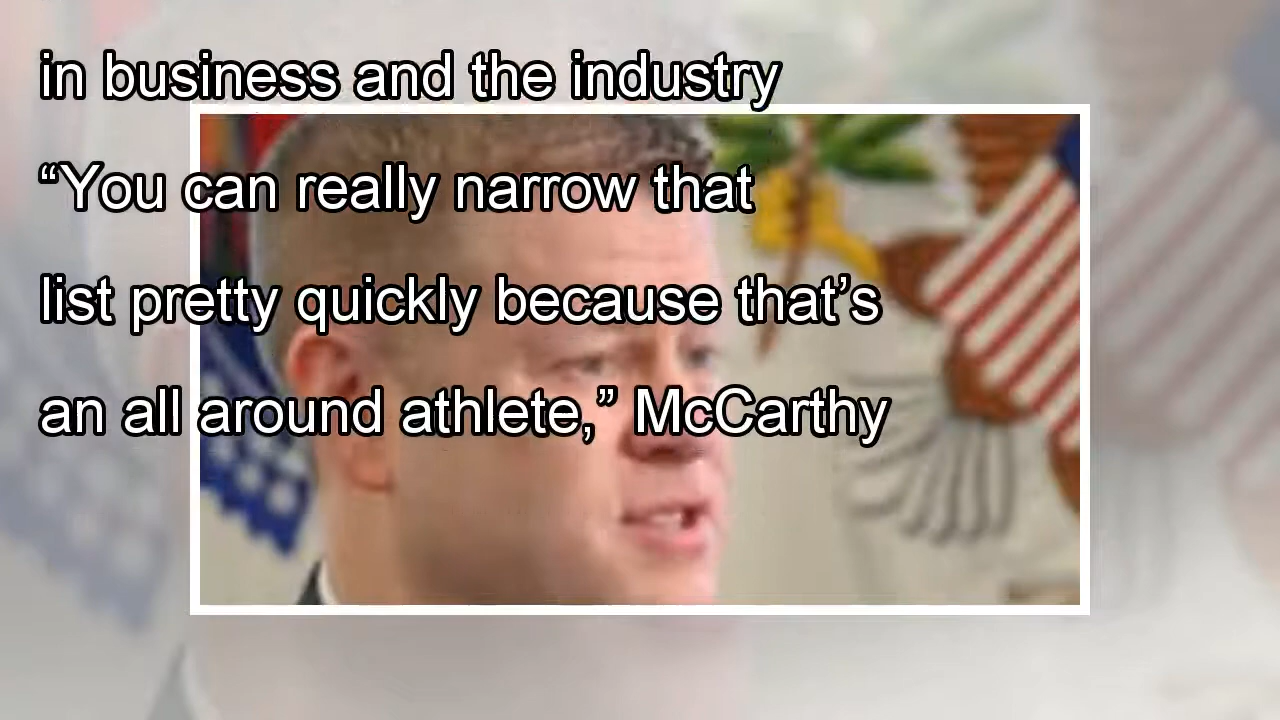 in business and the industry
“You can really narrow that
list pretty quickly because that’s
an all around athlete,” McCarthy